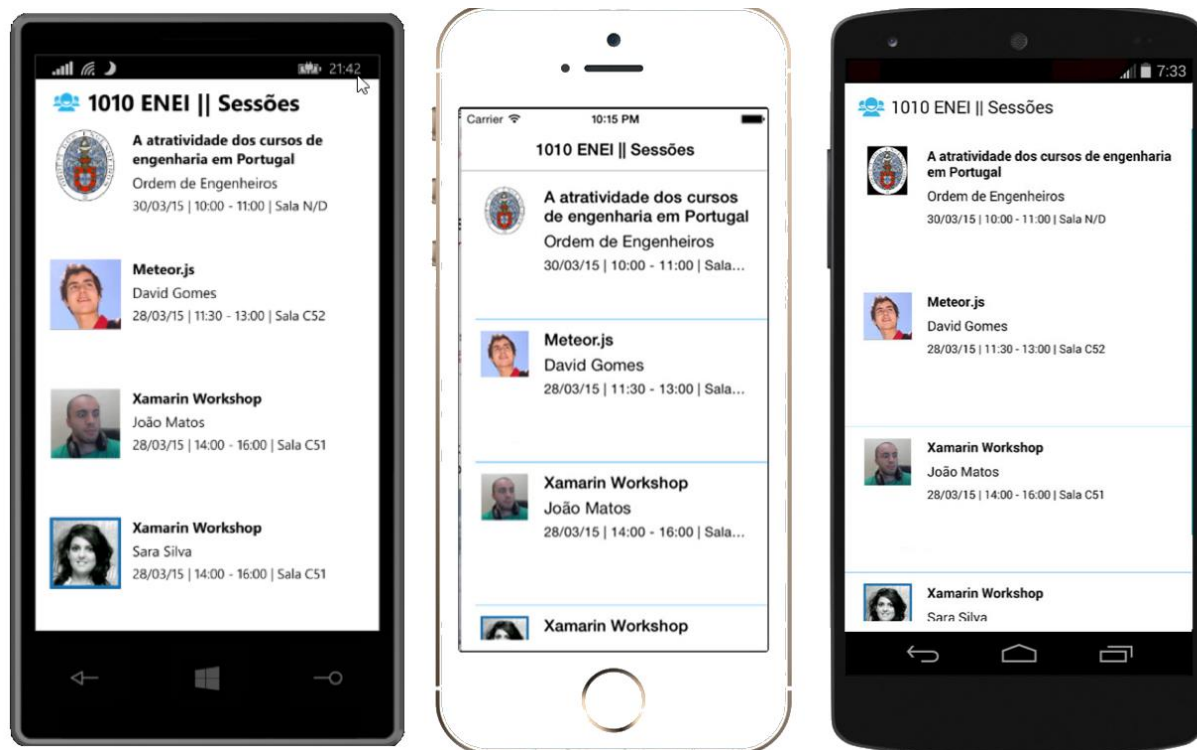 21:42
1010 ENEI || Sessões
A atratividade dos cursos de
engenharia em Portugal
Ordem de Engenheiros
30/03/15 | 10:00 - 11:00 | Sala N/D
Meteor.js
David Gomes
28/03/15 | 11:30 - 13:00 | Sala C52
Xamarin Workshop
João Matos
28/03/15 | 14:00 - 16:00 | Sala C51
Xamarin Workshop
Sara Silva
28/03/15 | 14:00 - 16:00 | Sala C51
Carrier
10:15 PM
1010 ENEI || Sessões
A atratividade dos cursos
de engenharia em Portugal
Ordem de Engenheiros
30/03/15 | 10:00 - 11:00 | Sala...
Meteor.js
David Gomes
28/03/15 | 11:30 - 13:00 | Sala...
Xamarin Workshop
João Matos
28/03/15 | 14:00 - 16:00 | Sala...
Xamarin Workshop
7:33
1010 ENEI || Sessões
A atratividade dos cursos de engenharia
em Portugal
Ordem de Engenheiros
30/03/15 | 10:00 - 11:00 | Sala N/D
Meteor.js
David Gomes
28/03/15 | 11:30 - 13:00 | Sala C52
Xamarin Workshop
João Matos
28/03/15 | 14:00 - 16:00 | Sala C51
Xamarin Workshop
Sara Silva